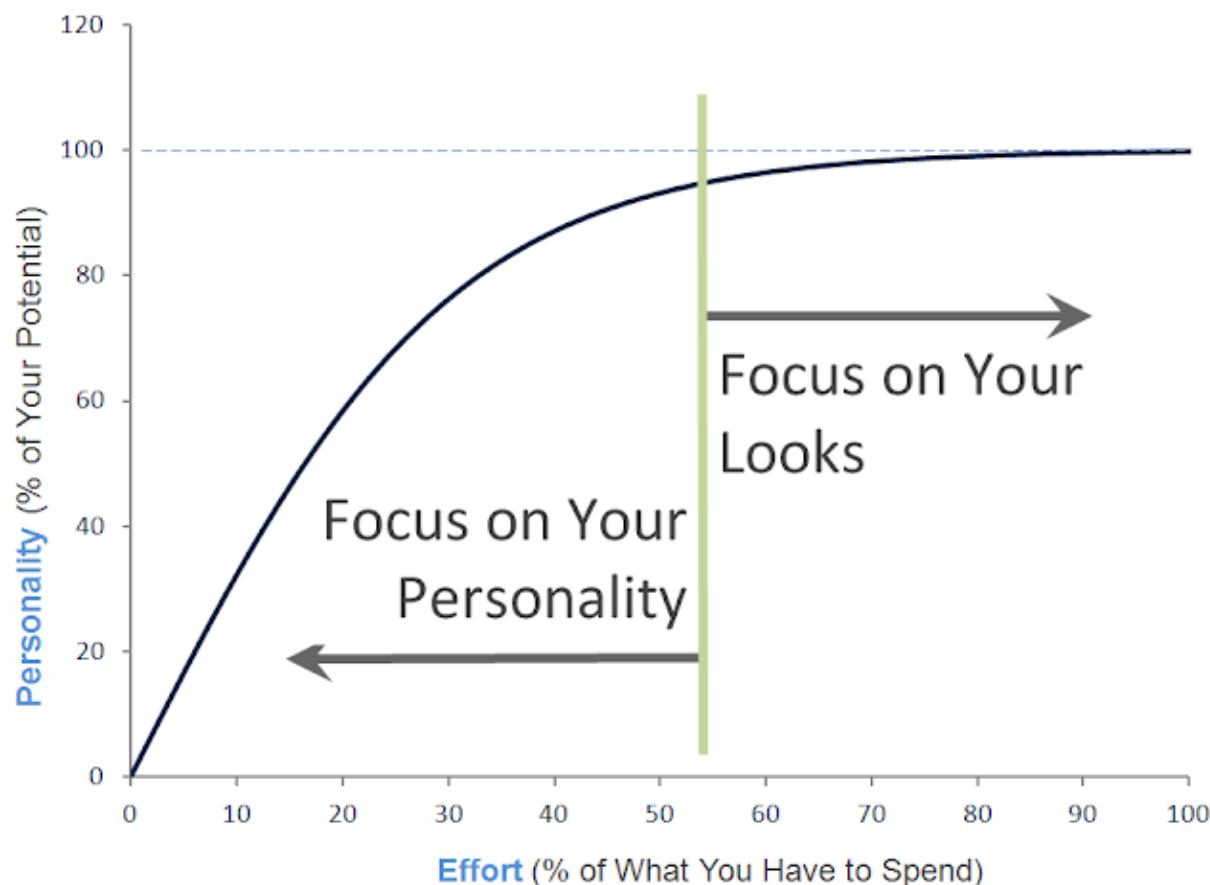 120
100
80
60
40
20
0
Personality (% of Your Potential)
Focus on Your
Looks
Focus on Your
Personality
0 10 20 30 40 50 60 70 80 90 100
Effort (% of What You Have to Spend)